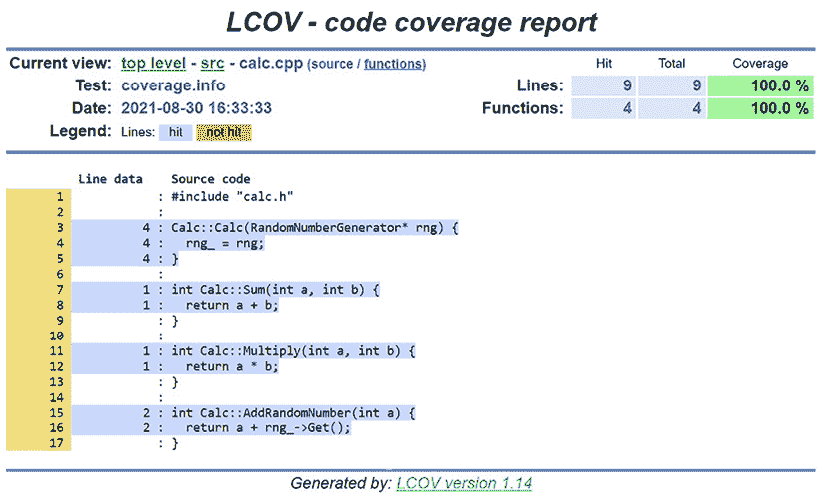 LCOV - code coverage report
Current view: top level - src - calc.cpp (source / functions) Hit Total Coverage
Test: coverage.info Lines: 9 9 100.0 %
Date: 2021-08-30 16:33:33 Functions: 4 4 100.0 %
Legend: Lines: hit not hit
Line data Source code
1 : #include "calc.h"
2 :
3 4 : Calc::Calc(RandomNumberGenerator* rng) {
4 4 :   rng_ = rng;
5 4 : }
6 :
7 1 : int Calc::Sum(int a, int b) {
8 1 :   return a + b;
9 : }
10 :
11 1 : int Calc::Multiply(int a, int b) {
12 1 :   return a * b;
13 : }
14 :
15 2 : int Calc::AddRandomNumber(int a) {
16 2 :   return a + rng_->Get();
17 : }
Generated by: LCOV version 1.14